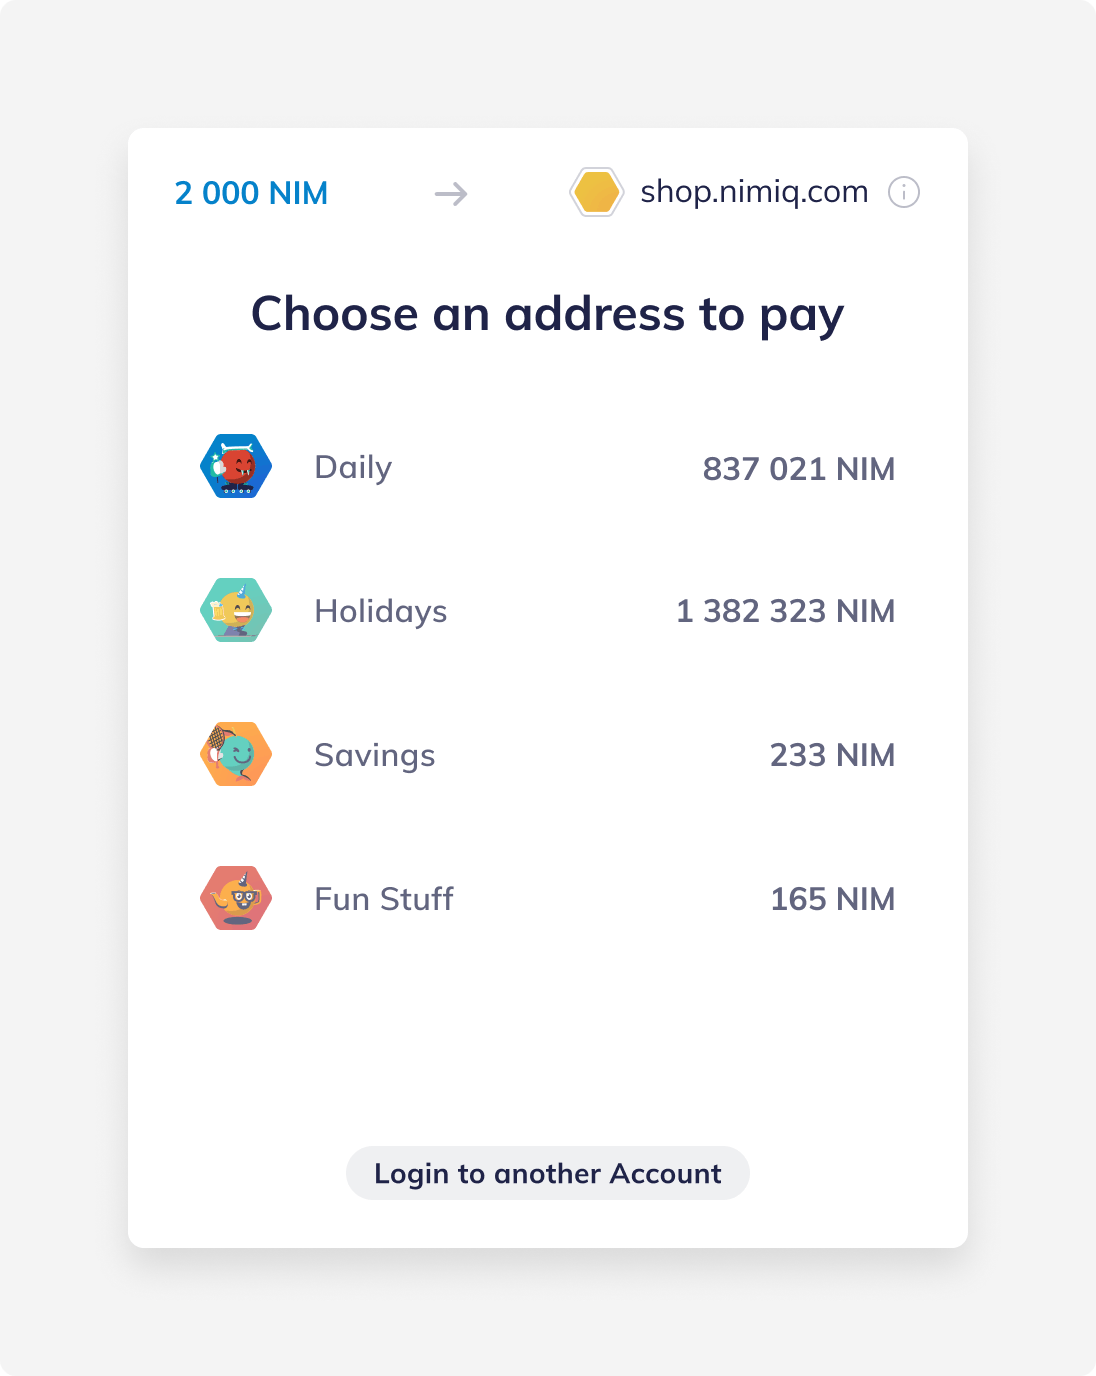 2 000 NIM → shop.nimiq.com
Choose an address to pay
Daily 837 021 NIM
Holidays 1 382 323 NIM
Savings 233 NIM
Fun Stuff 165 NIM
Login to another Account